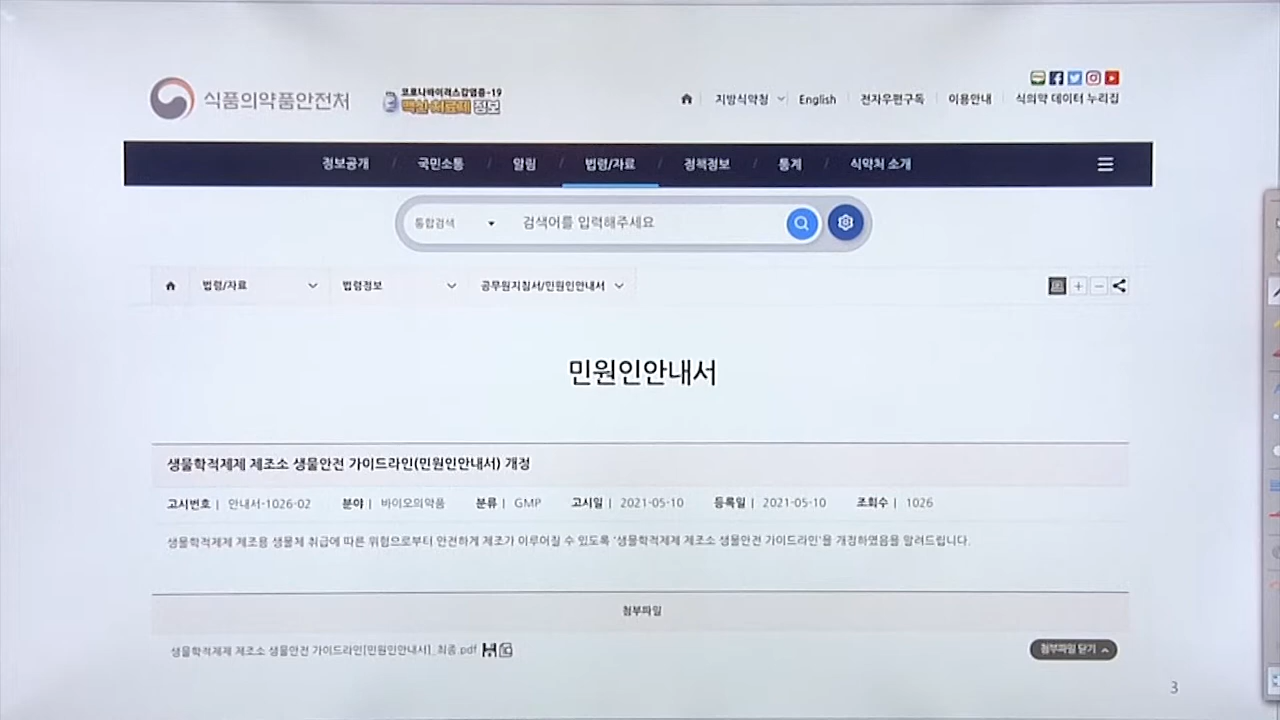 식품의약품안전처
코로나바이러스감염증-19
백신 치료제 정보
지방식약청 English 전자우편구독 이용안내 식의약 데이터 누리집
정보공개 / 국민소통 / 알림 / 법령/자료 / 정책정보 / 통계 / 식약처 소개
통합검색 검색어를 입력해주세요
법령/자료 법령정보 공무원지침서/민원인안내서
민원인안내서
생물학적제제 제조소 생물안전 가이드라인(민원인안내서) 개정
고시번호 | 안내서-1026-02 분야 | 바이오의약품 분류 | GMP 고시일 | 2021-05-10 등록일 | 2021-05-10 조회수 | 1026
생물학적제제 제조용 생물체 취급에 따른 위험으로부터 안전하게 제조가 이루어질 수 있도록 '생물학적제제 제조소 생물안전 가이드라인'을 개정하였음을 알려드립니다.
첨부파일
생물학적제제 제조소 생물안전 가이드라인[민원인안내서]_최종.pdf
첨부파일 닫기
3